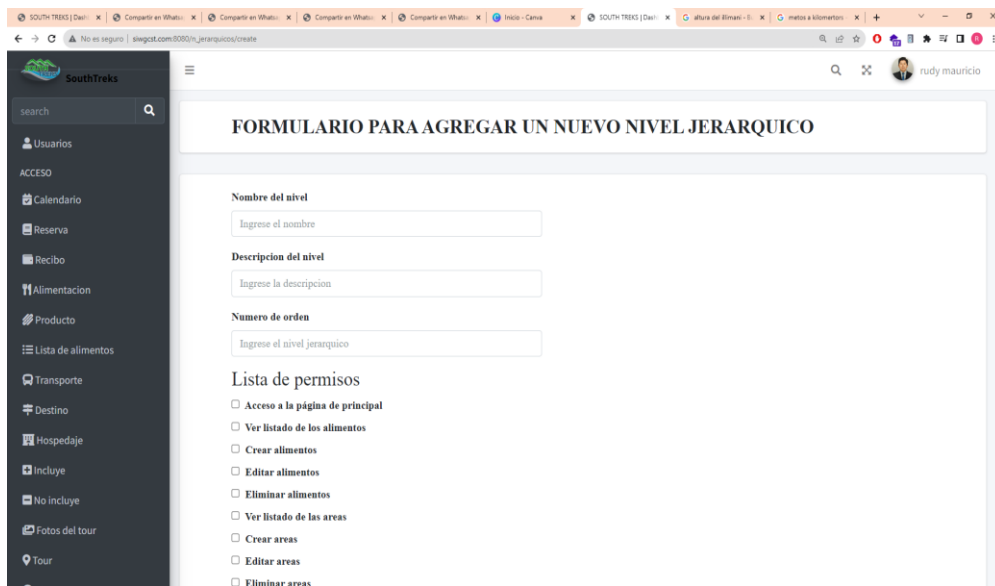 SOUTH TREKS | Dash
Compartir en Whats
Compartir en Whats
Compartir en Whats
Compartir en Whats
Inicio - Canva
SOUTH TREKS | Dash
altura del illimani - B
metos a kilomertors
No es seguro | siwgcst.com:8080/n_jerarquicos/create
SouthTreks
rudy mauricio
search
Usuarios
ACCESO
Calendario
Reserva
Recibo
Alimentacion
Producto
Lista de alimentos
Transporte
Destino
Hospedaje
Incluye
No incluye
Fotos del tour
Tour
FORMULARIO PARA AGREGAR UN NUEVO NIVEL JERARQUICO
Nombre del nivel
Ingrese el nombre
Descripcion del nivel
Ingrese la descripcion
Numero de orden
Ingrese el nivel jerarquico
Lista de permisos
Acceso a la página de principal
Ver listado de los alimentos
Crear alimentos
Editar alimentos
Eliminar alimentos
Ver listado de las areas
Crear areas
Editar areas
Eliminar areas